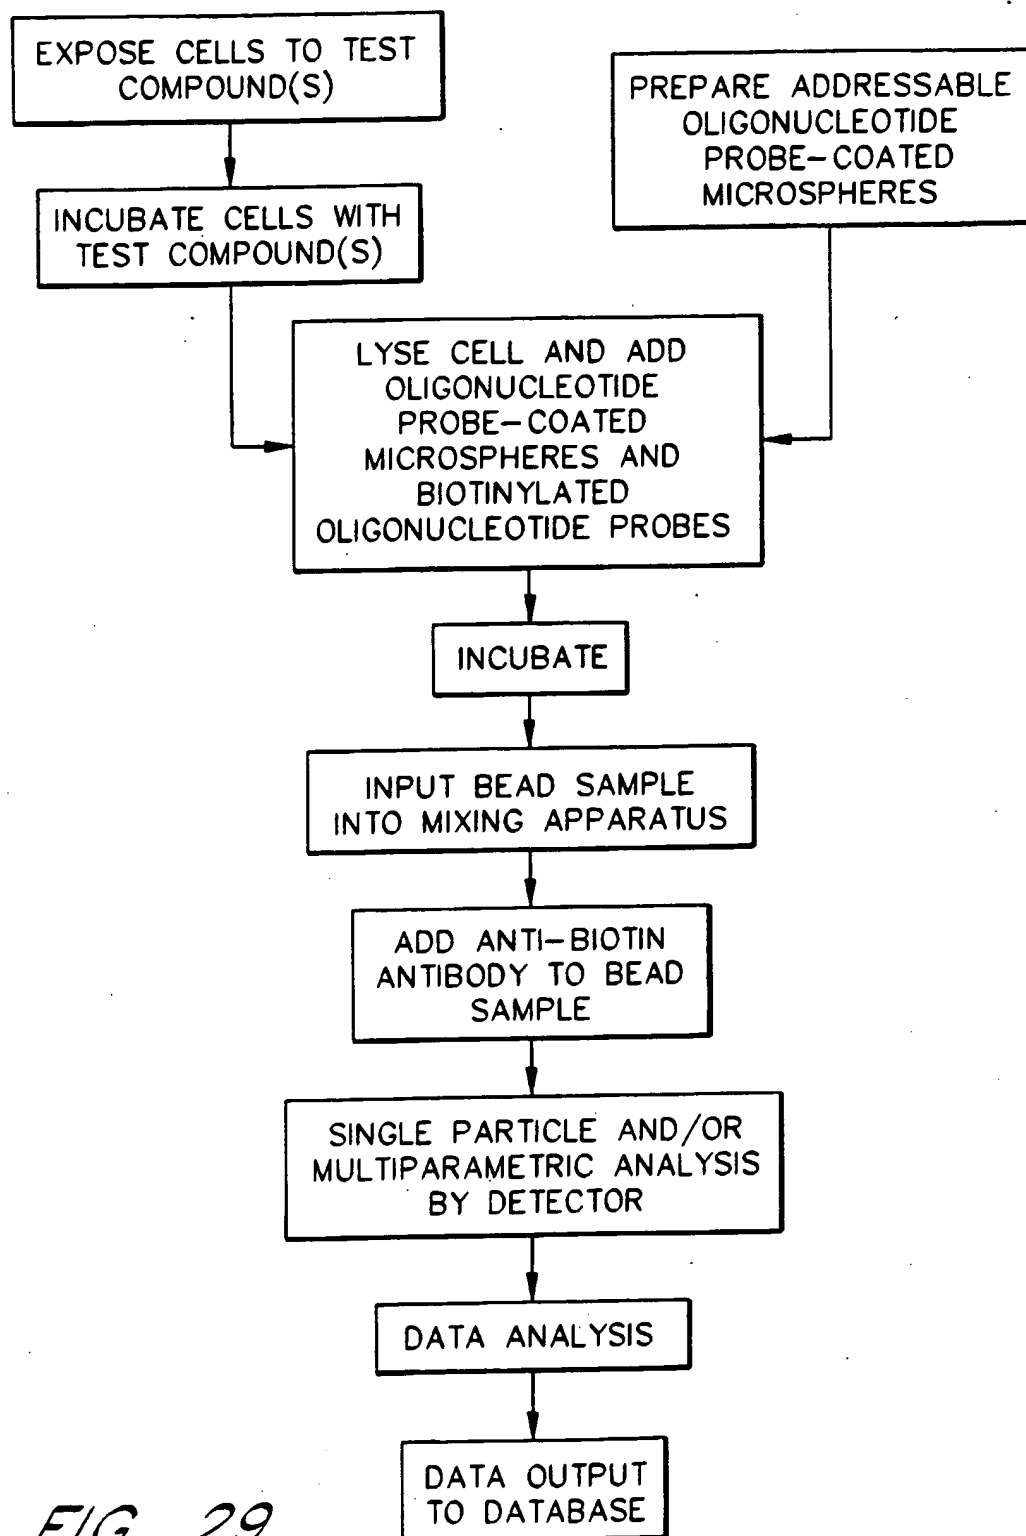 EXPOSE CELLS TO TEST
COMPOUND(S)
PREPARE ADDRESSABLE
OLIGONUCLEOTIDE
PROBE-COATED
MICROSPHERES
INCUBATE CELLS WITH
TEST COMPOUND(S)
LYSE CELL AND ADD
OLIGONUCLEOTIDE
PROBE-COATED
MICROSPHERES AND
BIOTINYLATED
OLIGONUCLEOTIDE PROBES
INCUBATE
INPUT BEAD SAMPLE
INTO MIXING APPARATUS
ADD ANTI-BIOTIN
ANTIBODY TO BEAD
SAMPLE
SINGLE PARTICLE AND/OR
MULTIPARAMETRIC ANALYSIS
BY DETECTOR
DATA ANALYSIS
DATA OUTPUT
TO DATABASE
FIG. 29